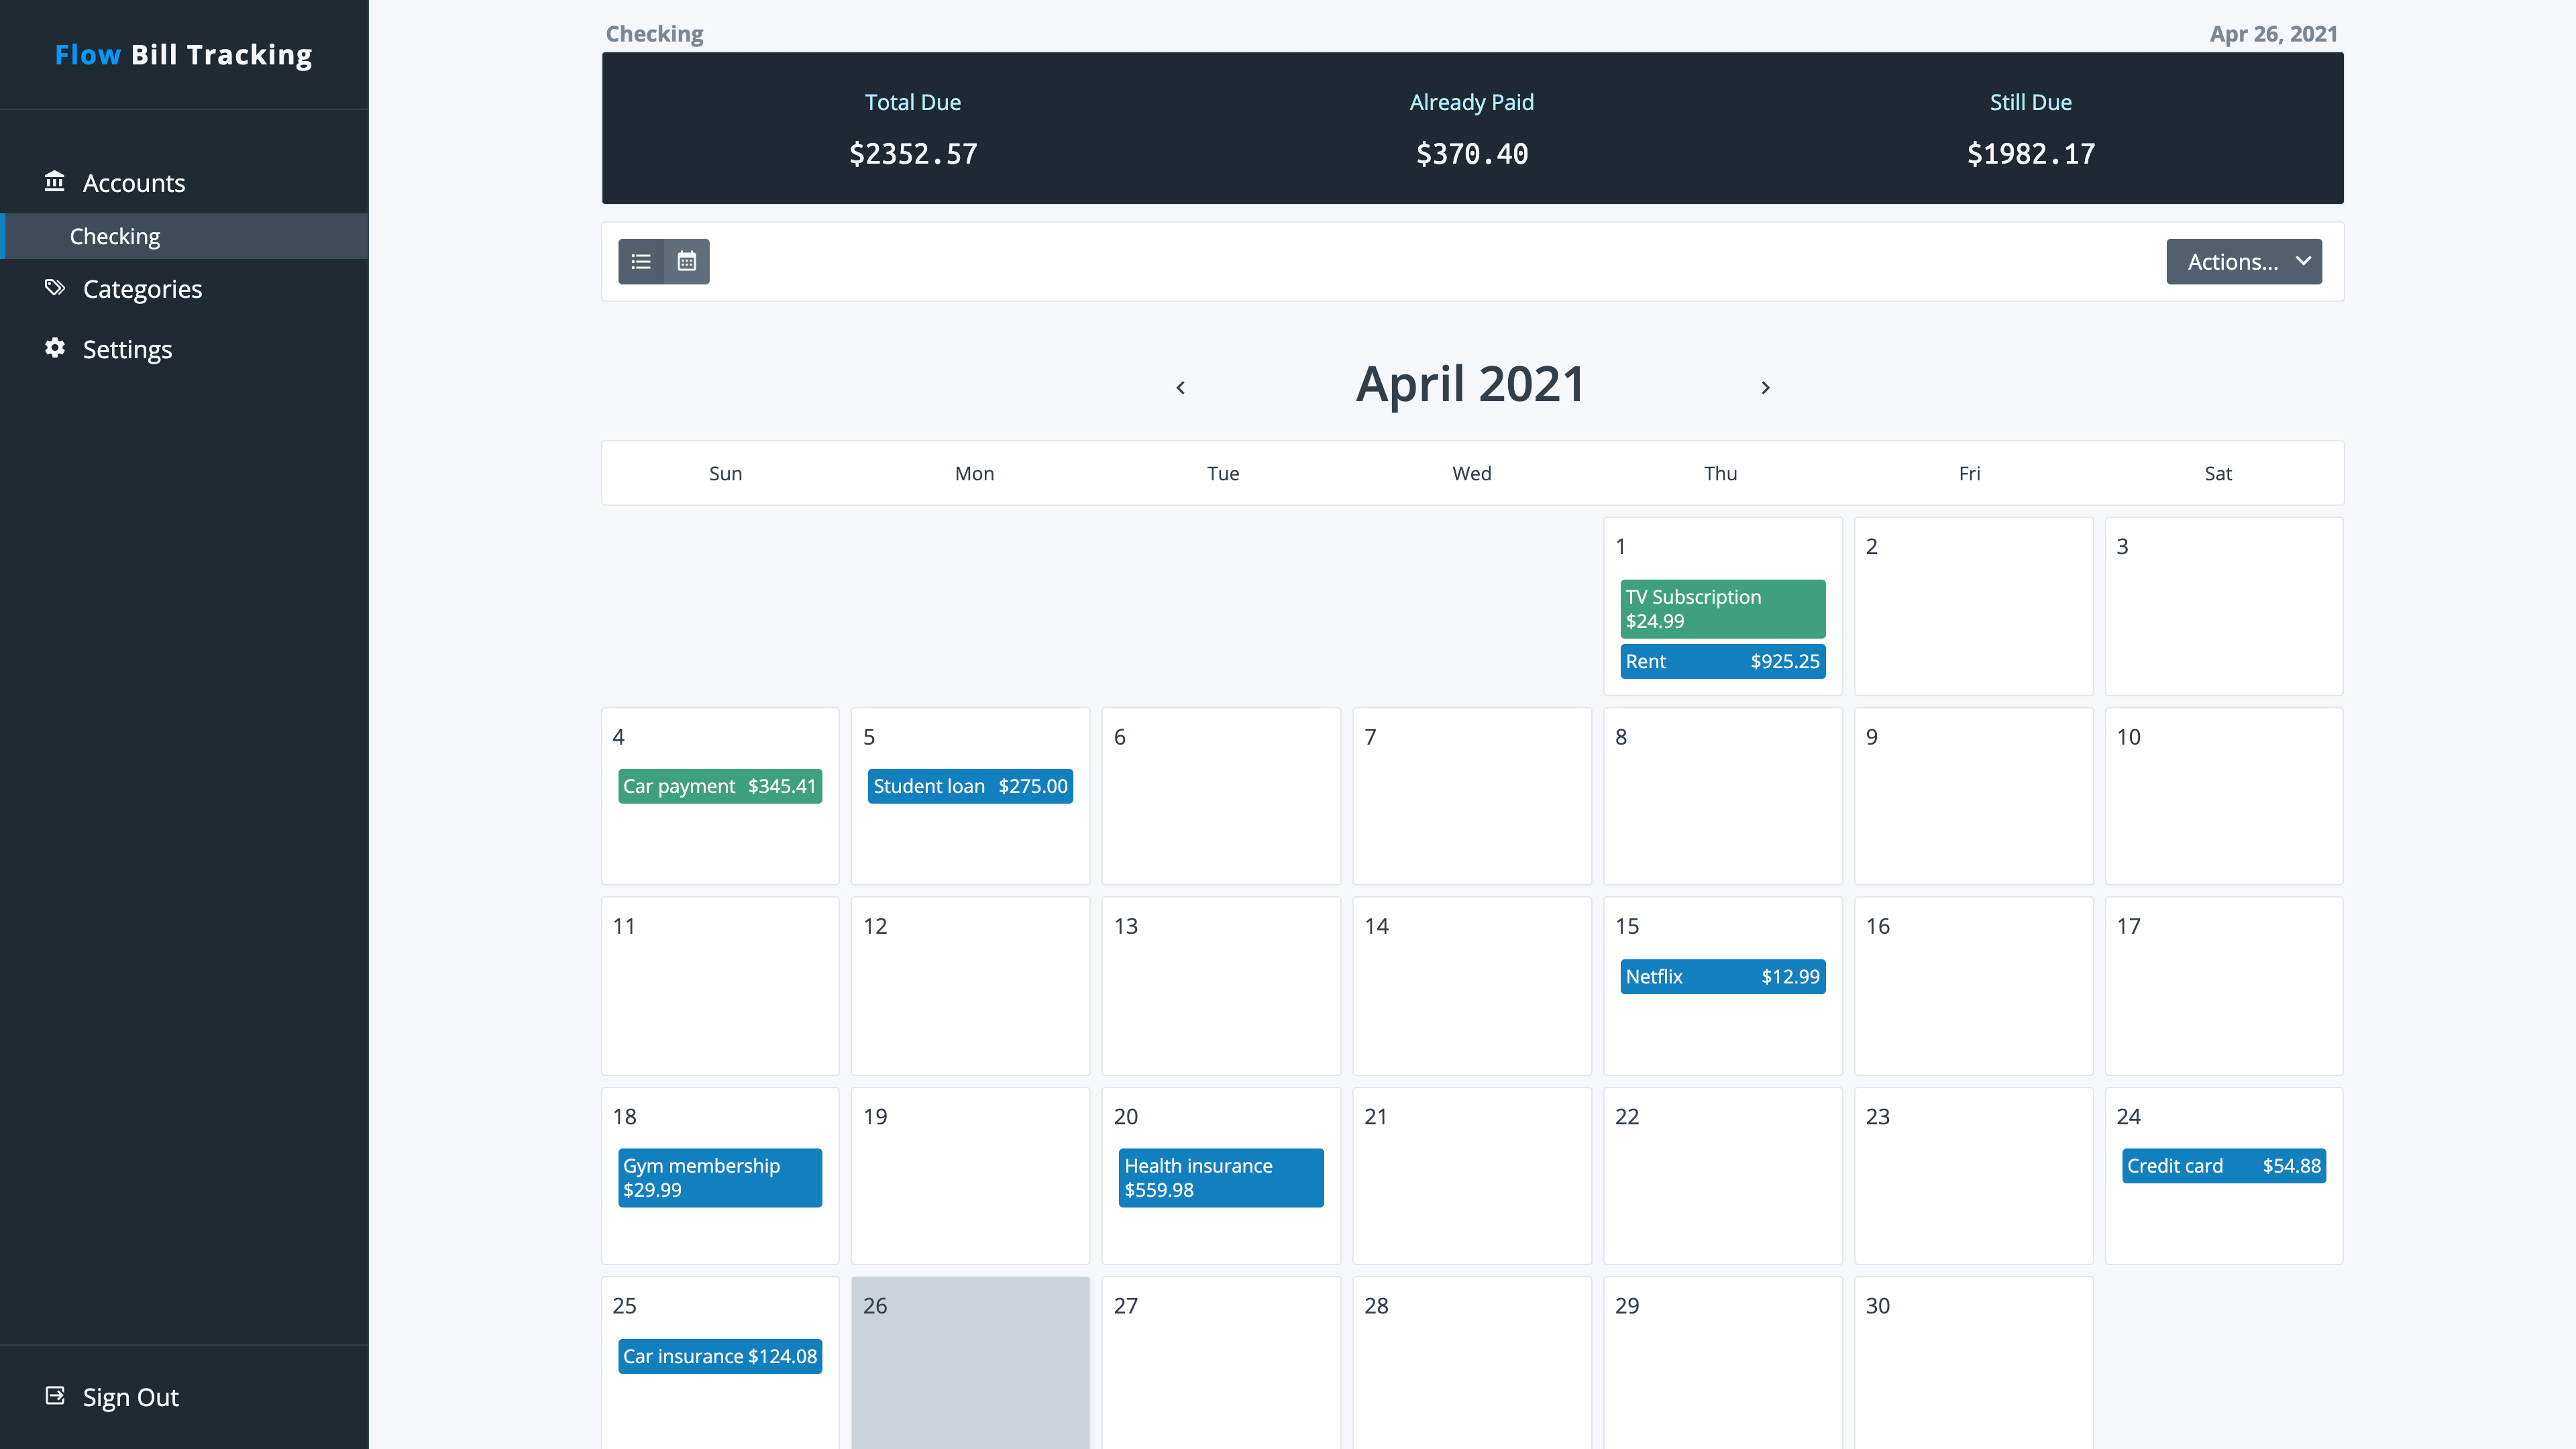 Flow Bill Tracking
Accounts
Checking
Categories
Settings
Sign Out
Checking
Apr 26, 2021
Total Due
Already Paid
Still Due
$2352.57
$370.40
$1982.17
Actions...
April 2021
Sun
Mon
Tue
Wed
Thu
Fri
Sat
1
TV Subscription
$24.99
Rent $925.25
2
3
4
Car payment $345.41
5
Student loan $275.00
6
7
8
9
10
11
12
13
14
15
Netflix $12.99
16
17
18
Gym membership
$29.99
19
20
Health insurance
$559.98
21
22
23
24
Credit card $54.88
25
Car insurance $124.08
26
27
28
29
30